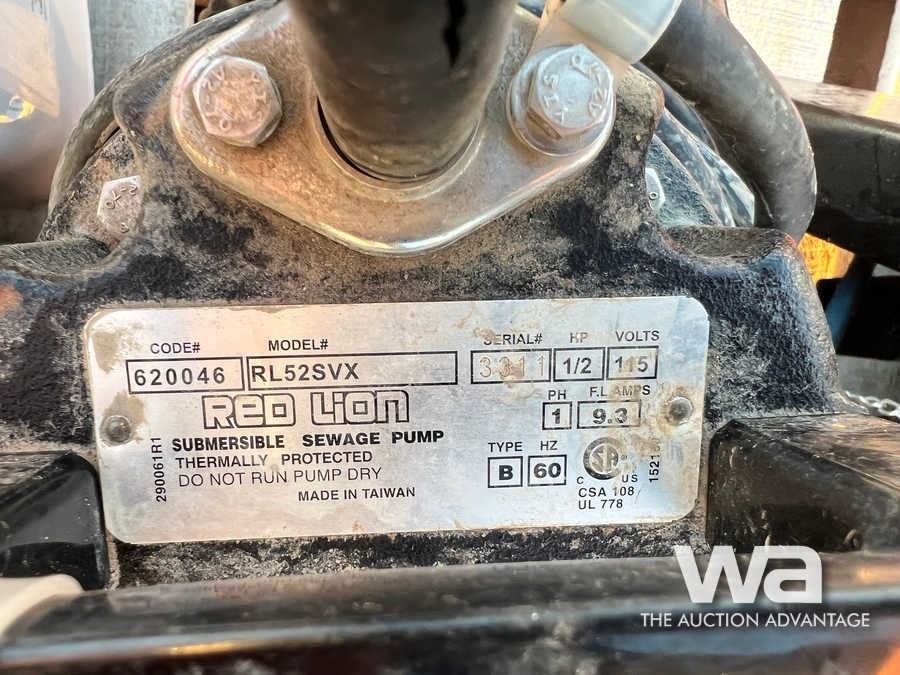 CODE# MODEL# SERIAL# HP VOLTS
620046 RL52SVX 3311 1/2 115
PH F.L. AMPS
1 9.3
RED LION
SUBMERSIBLE SEWAGE PUMP
THERMALLY PROTECTED
DO NOT RUN PUMP DRY
MADE IN TAIWAN
TYPE HZ
B 60
C US
CSA 108
UL 778
290061R1
wa
THE AUCTION ADVANTAGE